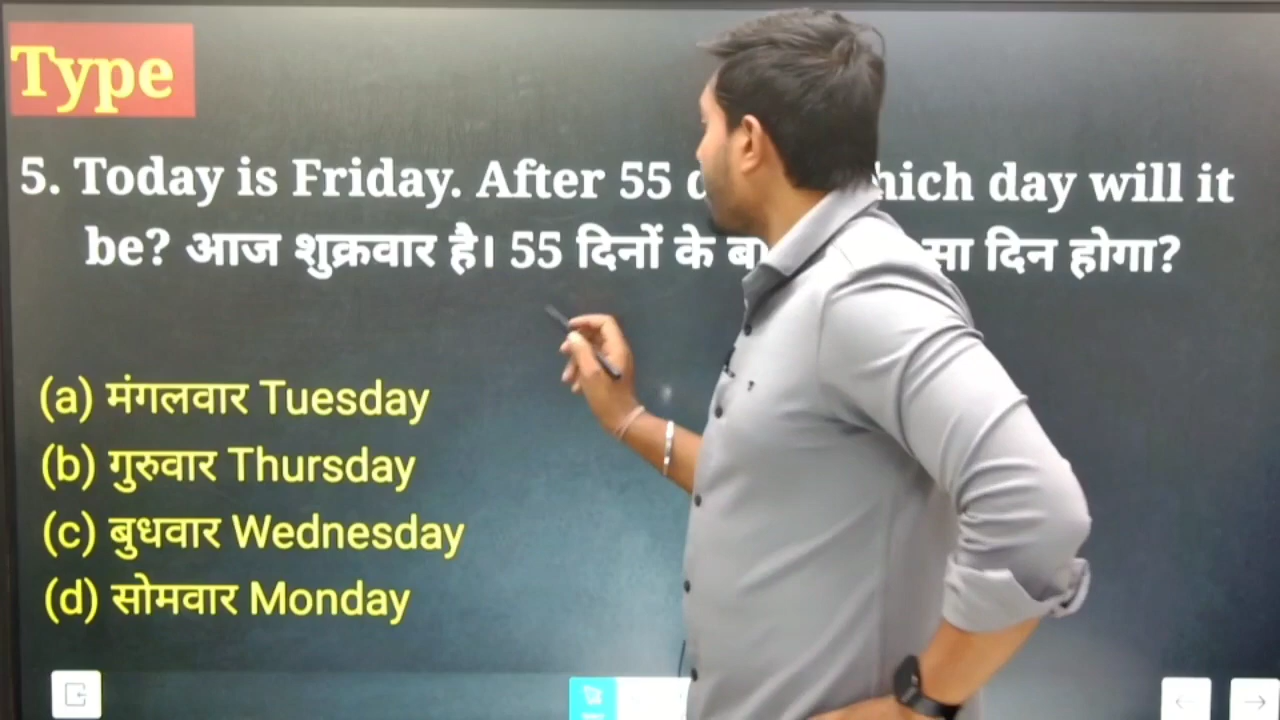 Type
5. Today is Friday. After 55 day will it
be? आज शुक्रवार है। 55 दिनों के दिन होगा?
(a) मंगलवार Tuesday
(b) गुरुवार Thursday
(c) बुधवार Wednesday
(d) सोमवार Monday